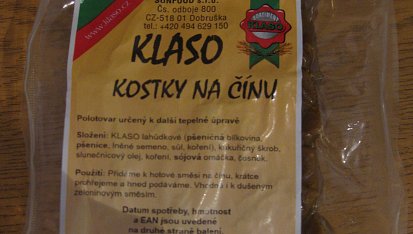 SUNFOOD s.r.o.
Čs. odboje 800
CZ-518 01 Dobruška
tel.: +420 494 629 150
www.klaso.cz
KLASO
KLASO
KOSTKY NA ČÍNU
Polotovar určený k další tepelné úpravě
Složení: KLASO lahůdkové (pšeničná bílkovina,
pšenice, lněné semeno, sůl, koření), kukuřičný škrob,
slunečnicový olej, koření, sójová omáčka, česnek.
Použití: Přidáme k hotové směsi na čínu, krátce
prohřejeme a ihned podáváme. Vhodná i k dušeným
zeleninovým směsím.
Datum spotřeby, hmotnost
a EAN jsou uvedené
na druhé straně balení